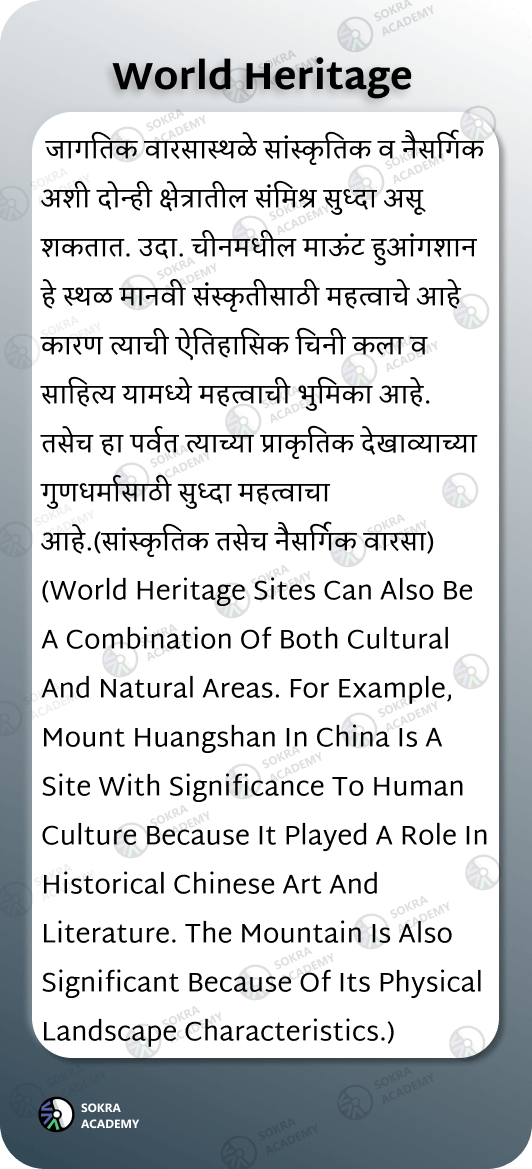 World Heritage
जागतिक वारसास्थळे सांस्कृतिक व नैसर्गिक
अशी दोन्ही क्षेत्रातील संमिश्र सुध्दा असू
शकतात. उदा. चीनमधील माऊंट हुआंगशान
हे स्थळ मानवी संस्कृतीसाठी महत्वाचे आहे
कारण त्याची ऐतिहासिक चिनी कला व
साहित्य यामध्ये महत्वाची भुमिका आहे.
तसेच हा पर्वत त्याच्या प्राकृतिक देखाव्याच्या
गुणधर्मासाठी सुध्दा महत्वाचा
आहे.(सांस्कृतिक तसेच नैसर्गिक वारसा)
(World Heritage Sites Can Also Be
A Combination Of Both Cultural
And Natural Areas. For Example,
Mount Huangshan In China Is A
Site With Significance To Human
Culture Because It Played A Role In
Historical Chinese Art And
Literature. The Mountain Is Also
Significant Because Of Its Physical
Landscape Characteristics.)
SOKRA
ACADEMY